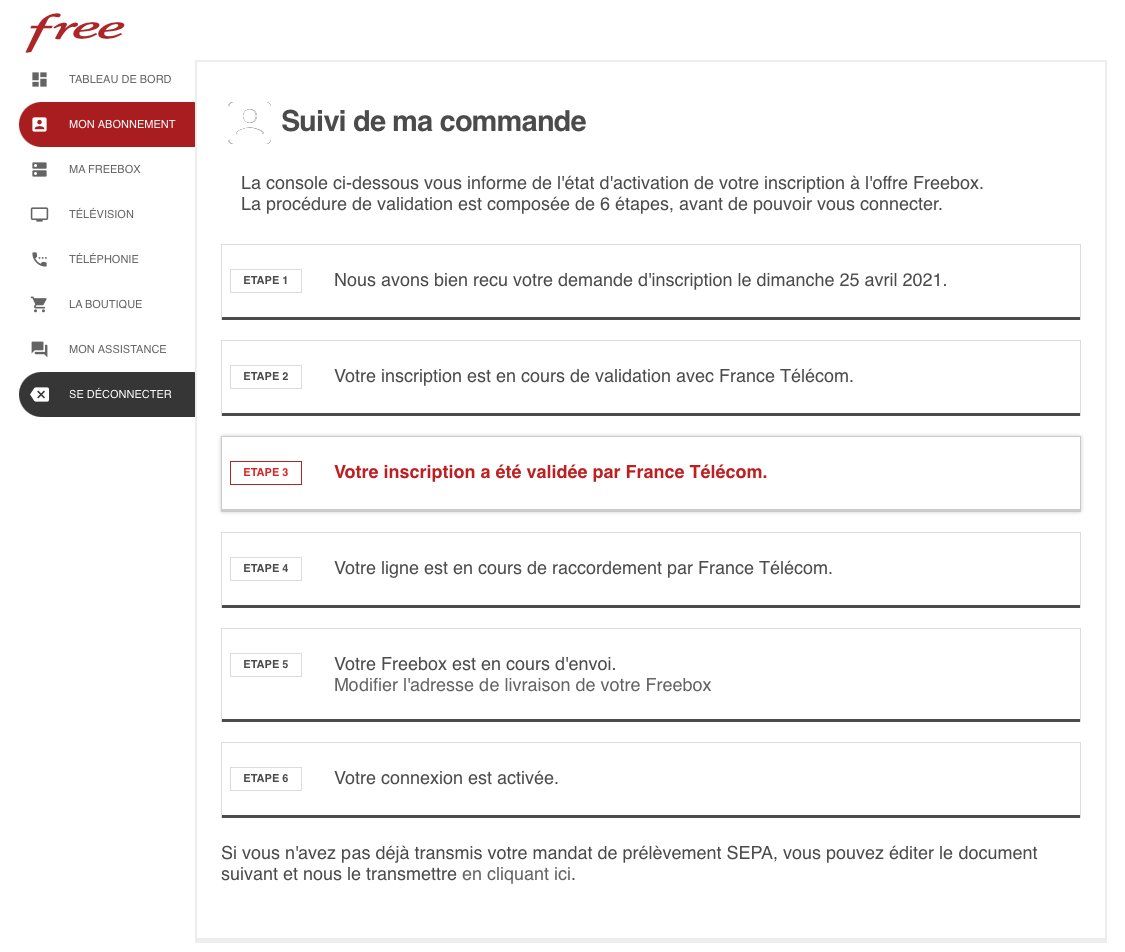 free
TABLEAU DE BORD
MON ABONNEMENT
MA FREEBOX
TÉLÉVISION
TÉLÉPHONIE
LA BOUTIQUE
MON ASSISTANCE
SE DÉCONNECTER
Suivi de ma commande
La console ci-dessous vous informe de l'état d'activation de votre inscription à l'offre Freebox.
La procédure de validation est composée de 6 étapes, avant de pouvoir vous connecter.
ETAPE 1 Nous avons bien recu votre demande d'inscription le dimanche 25 avril 2021.
ETAPE 2 Votre inscription est en cours de validation avec France Télécom.
ETAPE 3 Votre inscription a été validée par France Télécom.
ETAPE 4 Votre ligne est en cours de raccordement par France Télécom.
ETAPE 5 Votre Freebox est en cours d'envoi.
Modifier l'adresse de livraison de votre Freebox
ETAPE 6 Votre connexion est activée.
Si vous n'avez pas déjà transmis votre mandat de prélèvement SEPA, vous pouvez éditer le document
suivant et nous le transmettre en cliquant ici.